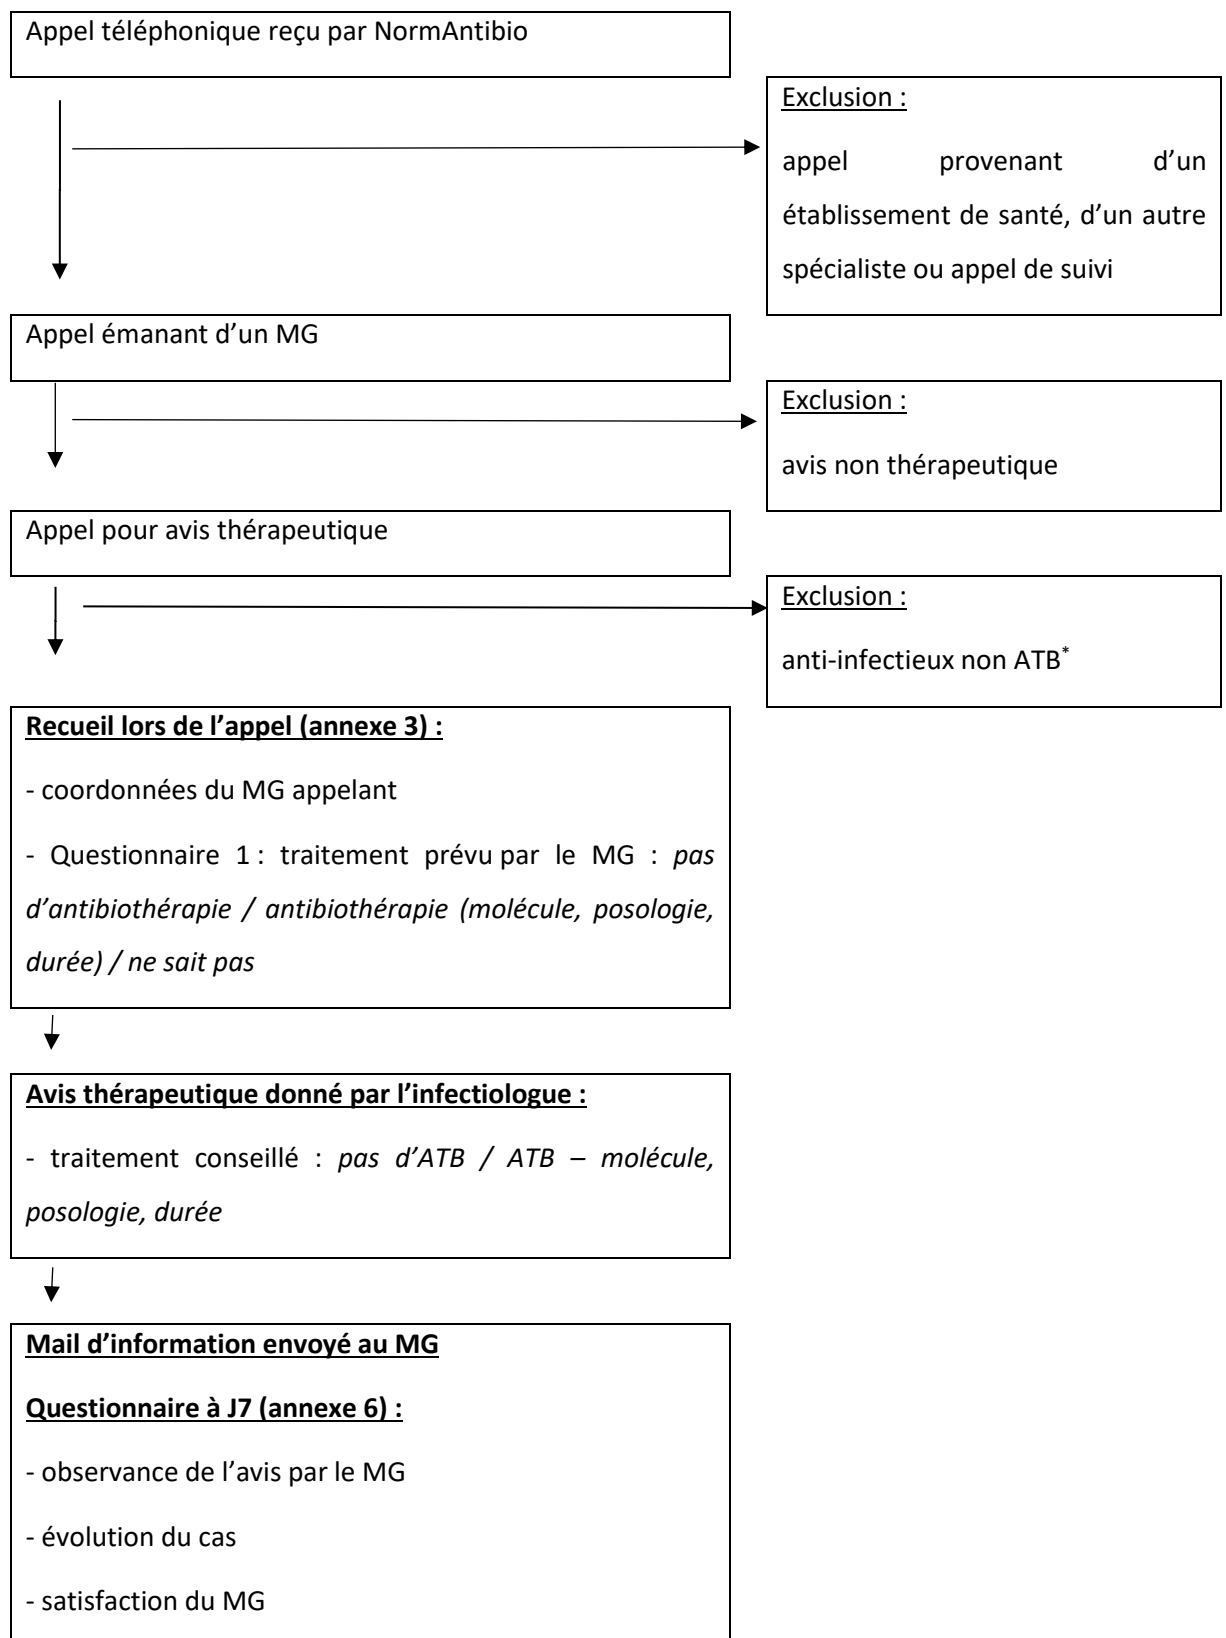 Appel téléphonique reçu par NormAntibio
Exclusion :
appel provenant d’un
établissement de santé, d’un autre
spécialiste ou appel de suivi
Appel émanant d’un MG
Exclusion :
avis non thérapeutique
Appel pour avis thérapeutique
Exclusion :
anti-infectieux non ATB*
Recueil lors de l’appel (annexe 3) :
- coordonnées du MG appelant
- Questionnaire 1 : traitement prévu par le MG : pas
d’antibiothérapie / antibiothérapie (molécule, posologie,
durée) / ne sait pas
Avis thérapeutique donné par l’infectiologue :
- traitement conseillé : pas d’ATB / ATB – molécule,
posologie, durée
Mail d’information envoyé au MG
Questionnaire à J7 (annexe 6) :
- observance de l’avis par le MG
- évolution du cas
- satisfaction du MG